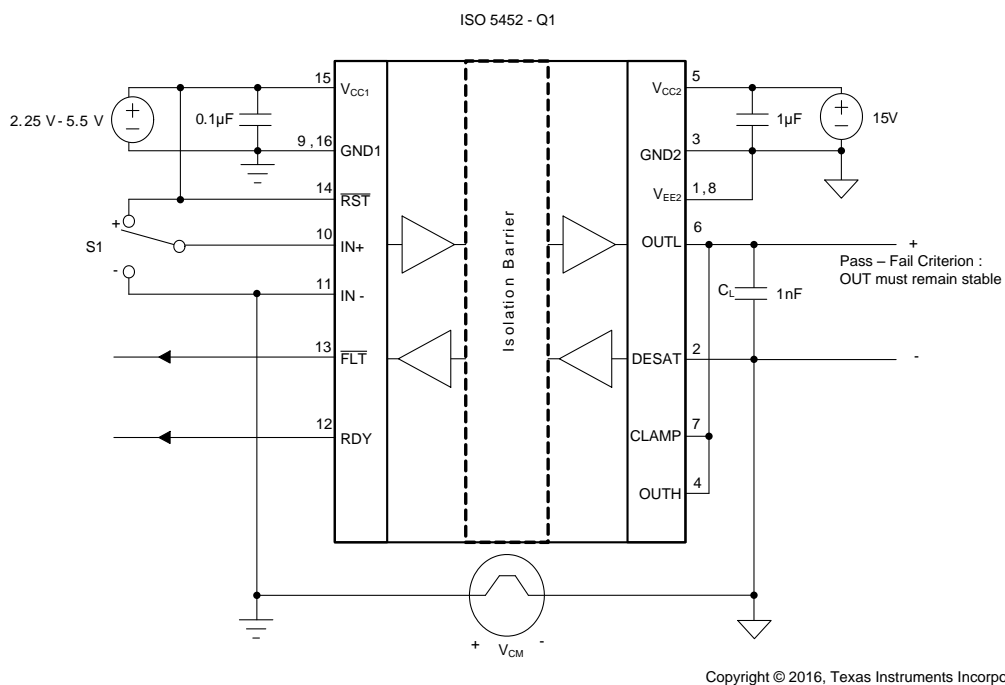 ISO 5452 - Q1
15
VCC1
2.25 V - 5.5 V
0.1µF
9 ,16
GND1
14
RST
S1
+
-
10
IN+
11
IN -
13
FLT
12
RDY
Isolation Barrier
5
VCC2
1µF
15V
3
GND2
1, 8
VEE2
6
OUTL
+
Pass – Fail Criterion :
OUT must remain stable
CL
1nF
2
DESAT
-
7
CLAMP
4
OUTH
+ VCM -
Copyright © 2016, Texas Instruments Incorpo